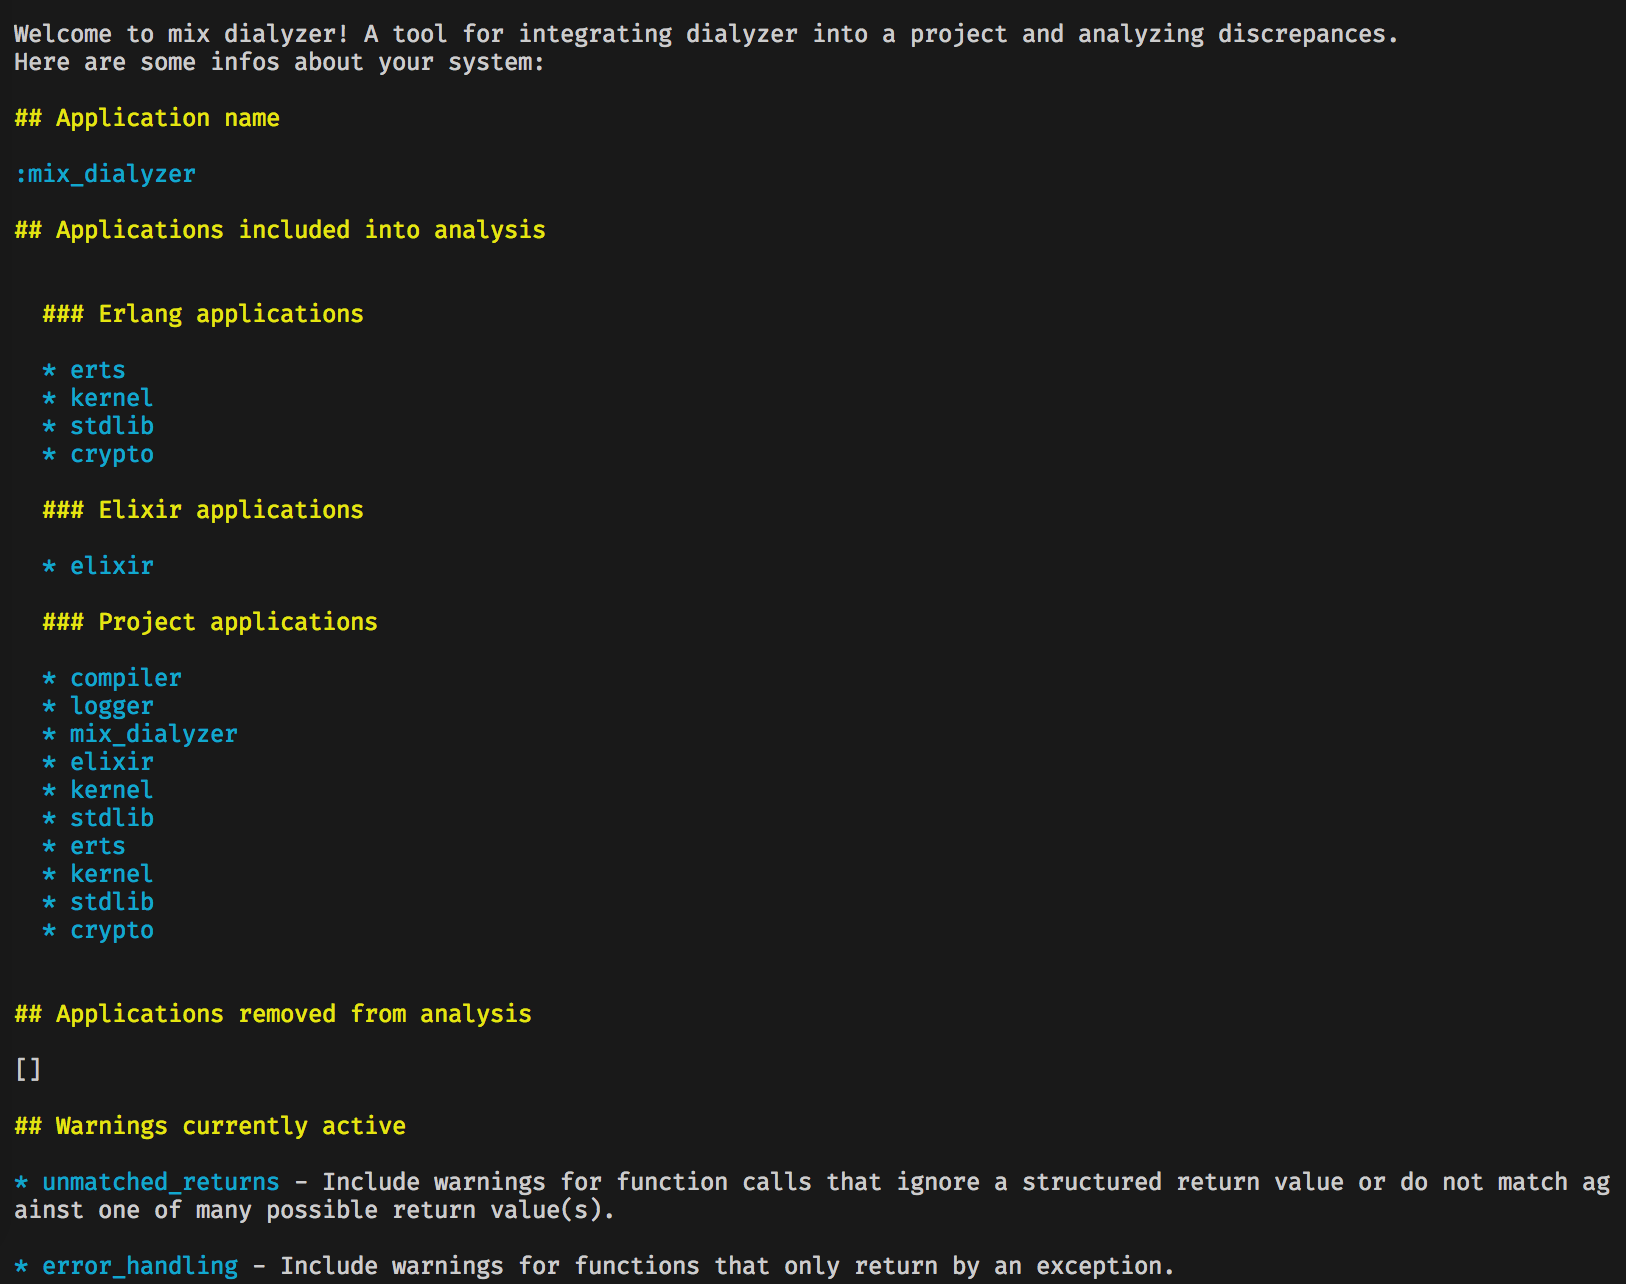 Welcome to mix dialyzer! A tool for integrating dialyzer into a project and analyzing discrepances.
Here are some infos about your system:
## Application name
:mix_dialyzer
## Applications included into analysis
### Erlang applications
* erts
* kernel
* stdlib
* crypto
### Elixir applications
* elixir
### Project applications
* compiler
* logger
* mix_dialyzer
* elixir
* kernel
* stdlib
* erts
* kernel
* stdlib
* crypto
## Applications removed from analysis
[]
## Warnings currently active
* unmatched_returns - Include warnings for function calls that ignore a structured return value or do not match ag
ainst one of many possible return value(s).
* error_handling - Include warnings for functions that only return by an exception.